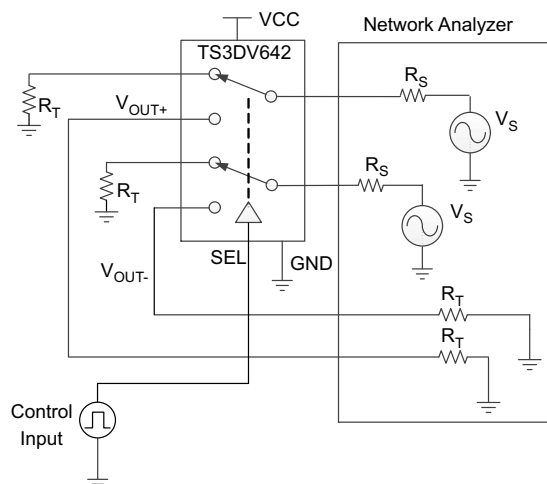 VCC
Network Analyzer
TS3DV642
RS
RT
VOUT+
VS
RS
RT
VS
SEL
GND
VOUT-
RT
RT
Control
Input